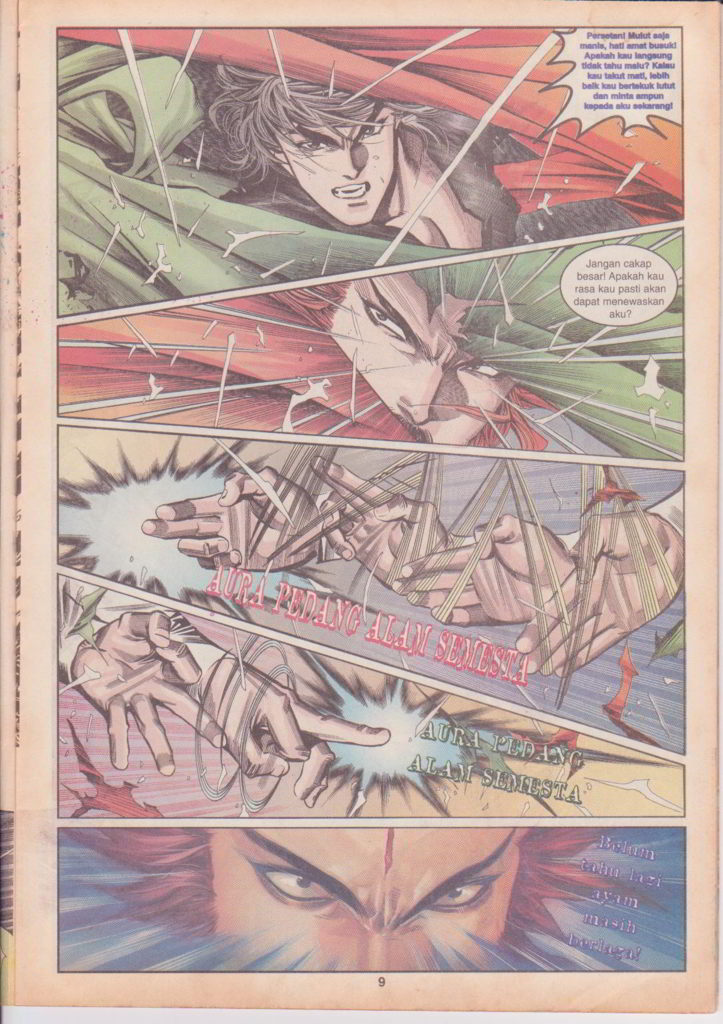 Persetan! Mulut saja
manis, hati amat busuk!
Apakah kau langsung
tidak tahu malu? Kalau
kau takut mati, lebih
baik kau bertekuk lutut
dan minta ampun
kepada aku sekarang!
Jangan cakap
besar! Apakah kau
rasa kau pasti akan
dapat menewaskan
aku?
AURA PEDANG ALAM SEMESTA
AURA PEDANG
ALAM SEMESTA
Belum
tahu lagi
ayam
masih
berlaga!
9